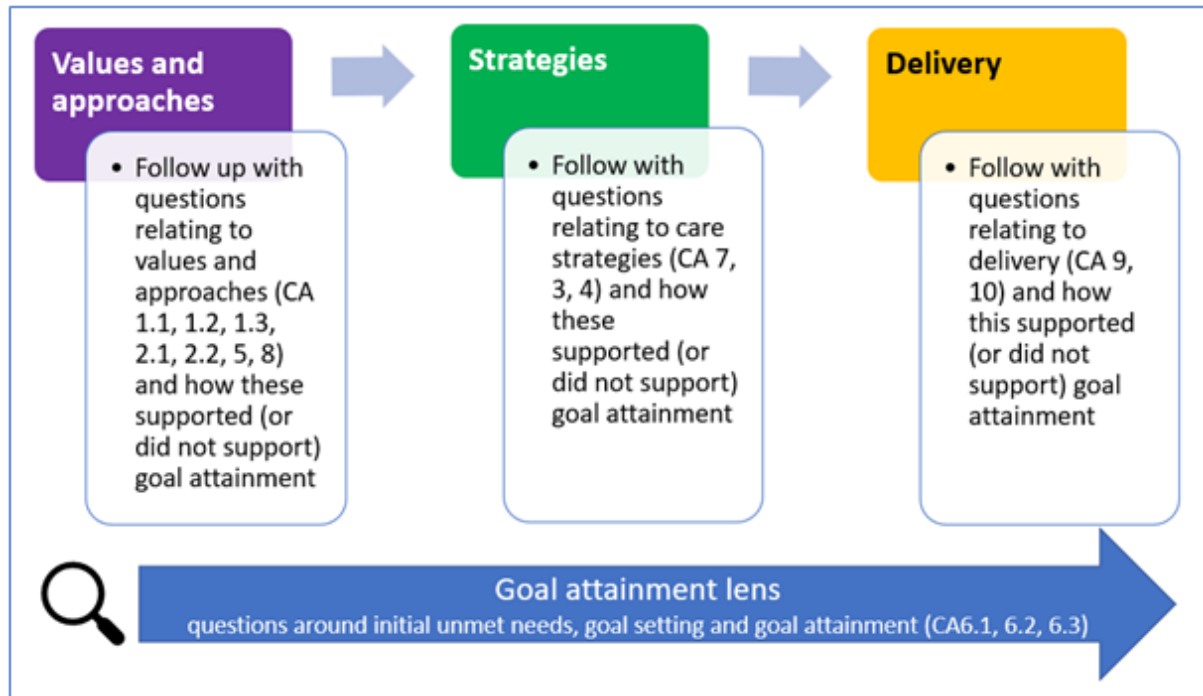 Values and
approaches
• Follow up with
questions
relating to
values and
approaches (CA
1.1, 1.2, 1.3,
2.1, 2.2, 5, 8)
and how these
supported (or
did not support)
goal attainment
Strategies
• Follow with
questions
relating to care
strategies (CA 7,
3, 4) and how
these
supported (or
did not support)
goal attainment
Delivery
• Follow with
questions
relating to
delivery (CA 9,
10) and how
this supported
(or did not
support) goal
attainment
Goal attainment lens
questions around initial unmet needs, goal setting and goal attainment (CA6.1, 6.2, 6.3)